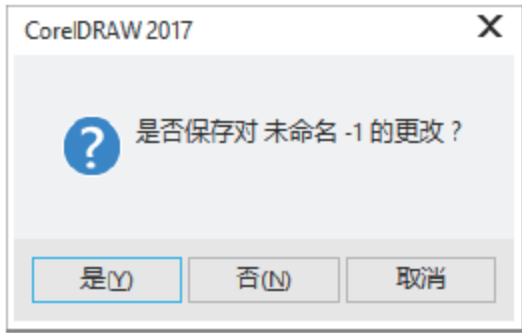 CorelDRAW 2017
是否保存对 未命名 -1 的更改？
是(Y)
否(N)
取消